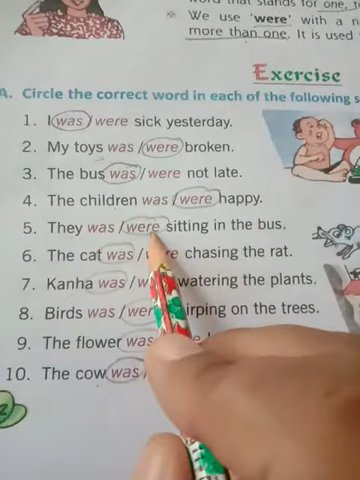 word that stands for one, t
* We use 'were' with a n
more than one. It is used
Exercise
A. Circle the correct word in each of the following s
1. I was / were sick yesterday.
2. My toys was / were broken.
3. The bus was / were not late.
4. The children was / were happy.
5. They was / were sitting in the bus.
6. The cat was / were chasing the rat.
7. Kanha was / w watering the plants.
8. Birds was / wer irping on the trees.
9. The flower was
10. The cow was /
2